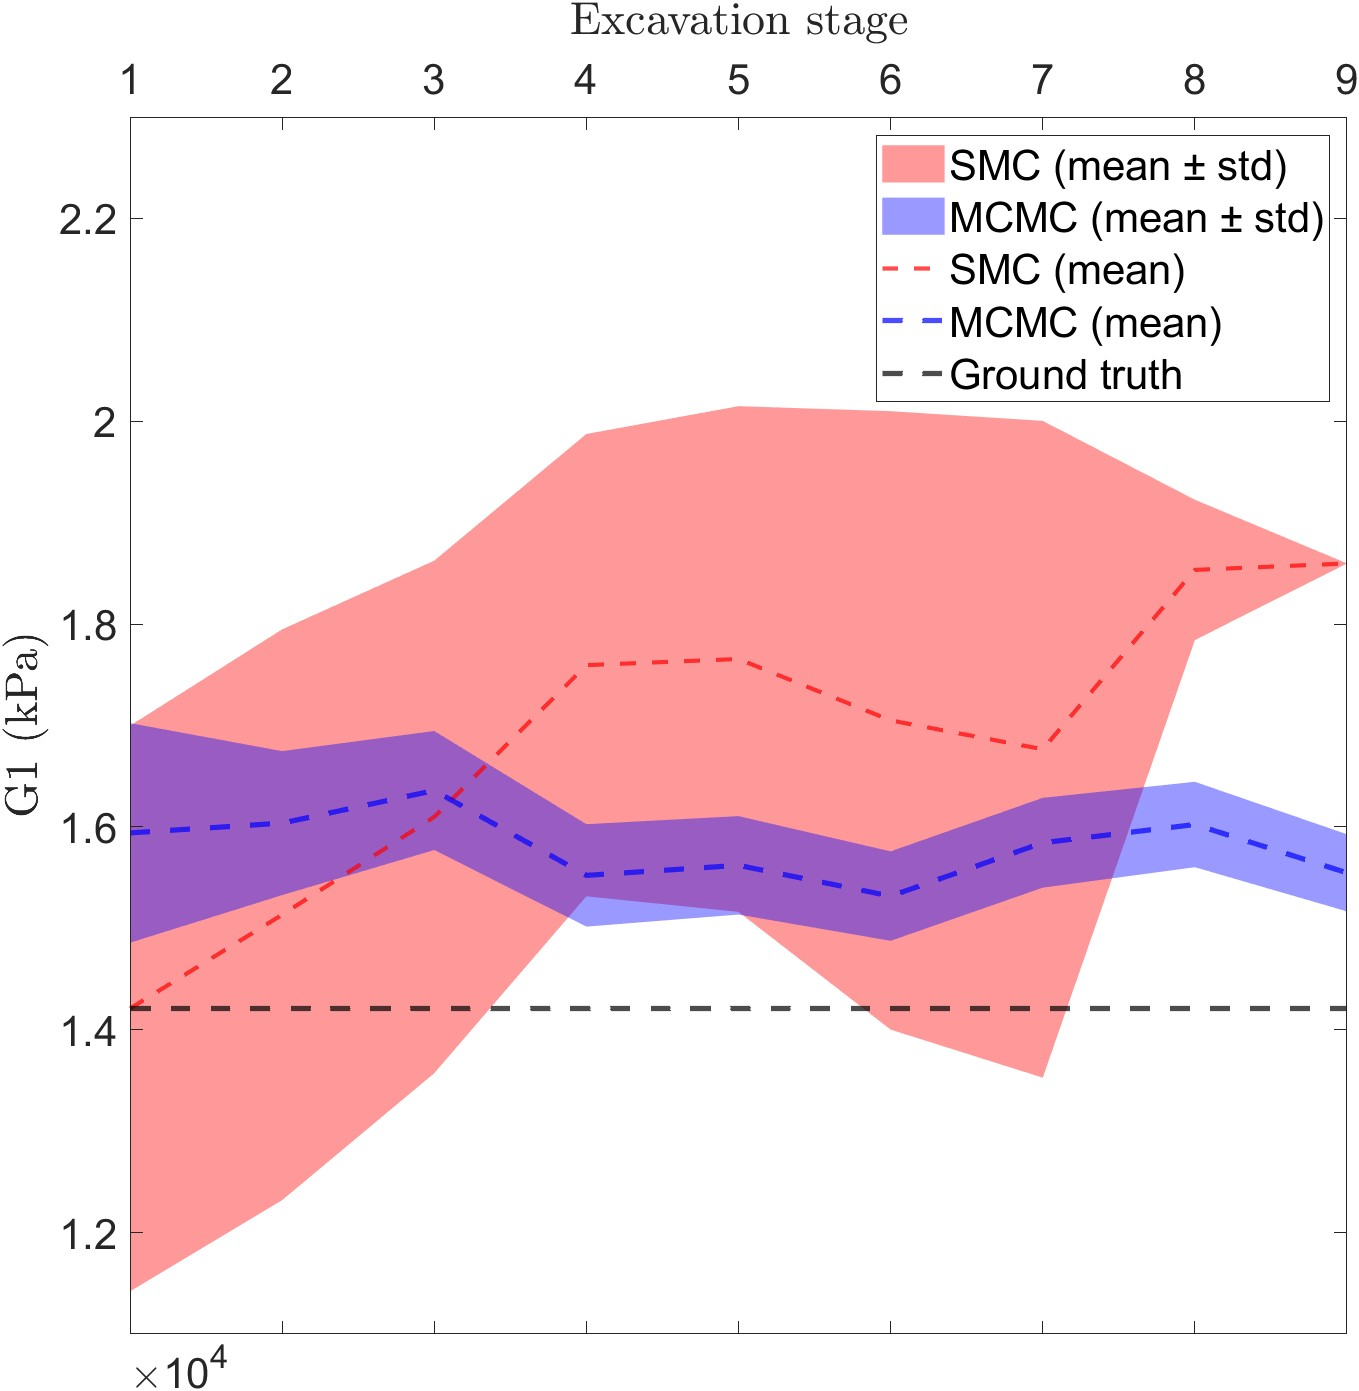 Excavation stage
1 2 3 4 5 6 7 8 9
SMC (mean ± std)
MCMC (mean ± std)
SMC (mean)
MCMC (mean)
Ground truth
2.2
2
1.8
1.6
1.4
1.2
G1 (kPa)
×10⁴